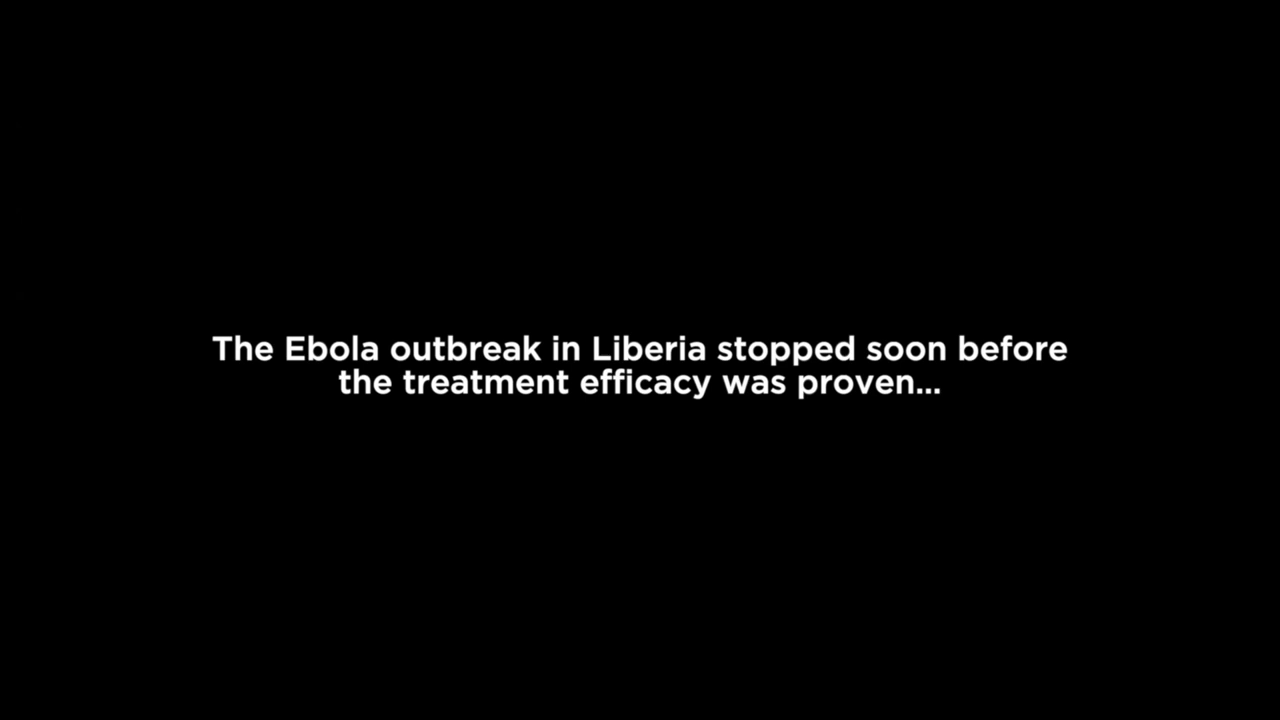 The Ebola outbreak in Liberia stopped soon before
the treatment efficacy was proven...